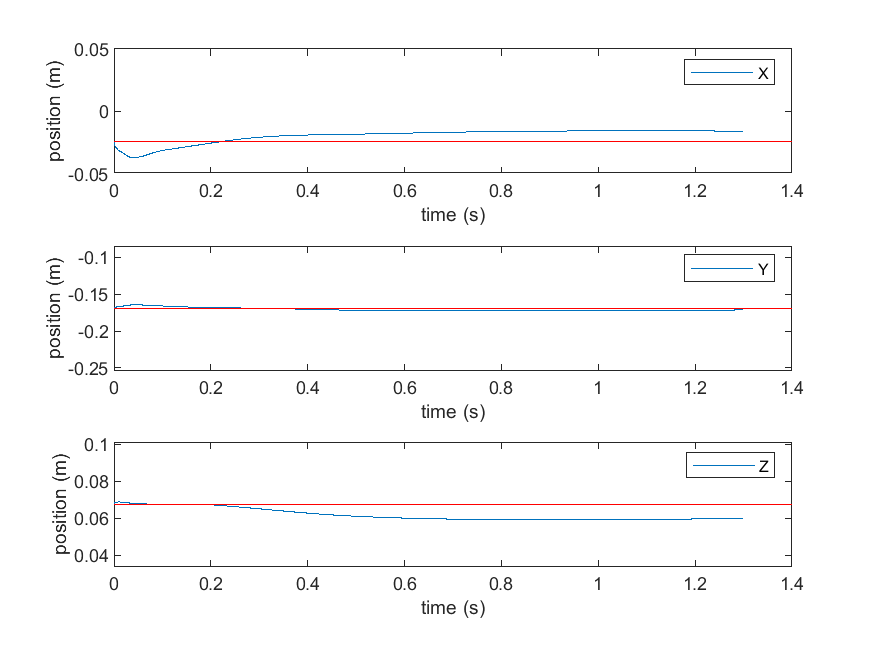 0.05
0
-0.05
position (m)
X
0 0.2 0.4 0.6 0.8 1 1.2 1.4
time (s)
-0.1
-0.15
-0.2
-0.25
position (m)
Y
0 0.2 0.4 0.6 0.8 1 1.2 1.4
time (s)
0.1
0.08
0.06
0.04
position (m)
Z
0 0.2 0.4 0.6 0.8 1 1.2 1.4
time (s)